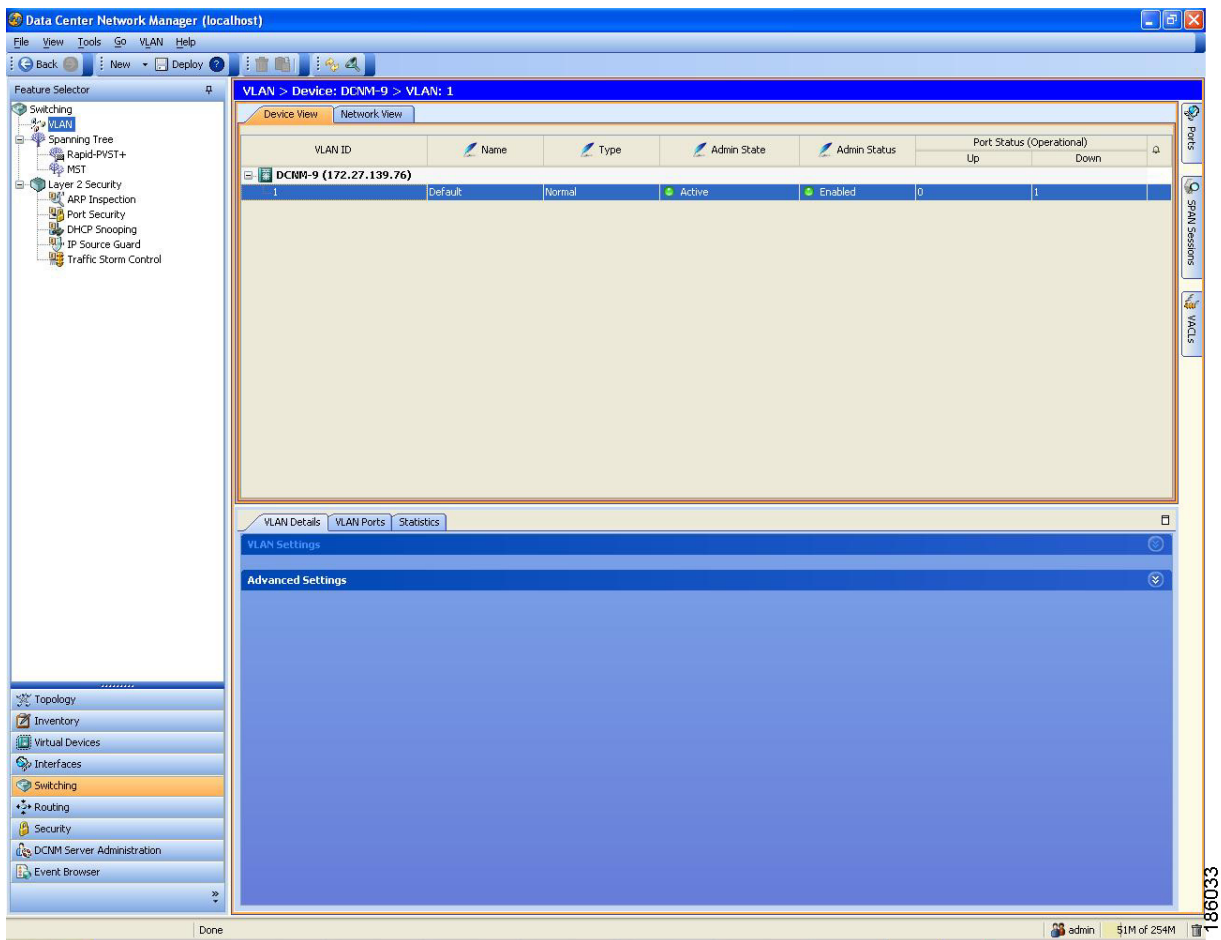 Data Center Network Manager (localhost)
File View Tools Go VLAN Help
Back New Deploy
Feature Selector
Switching
VLAN
Spanning Tree
Rapid-PVST+
MST
Layer 2 Security
ARP Inspection
Port Security
DHCP Snooping
IP Source Guard
Traffic Storm Control
Topology
Inventory
Virtual Devices
Interfaces
Switching
Routing
Security
DCNM Server Administration
Event Browser
VLAN > Device: DCNM-9 > VLAN: 1
Device View Network View
VLAN ID Name Type Admin State Admin Status Port Status (Operational)
Up Down
DCNM-9 (172.27.139.76)
1 Default Normal Active Enabled 0 1
VLAN Details VLAN Ports Statistics
VLAN Settings
Advanced Settings
Ports
SPAN Sessions
VACLs
Done admin 51M of 254M
186033